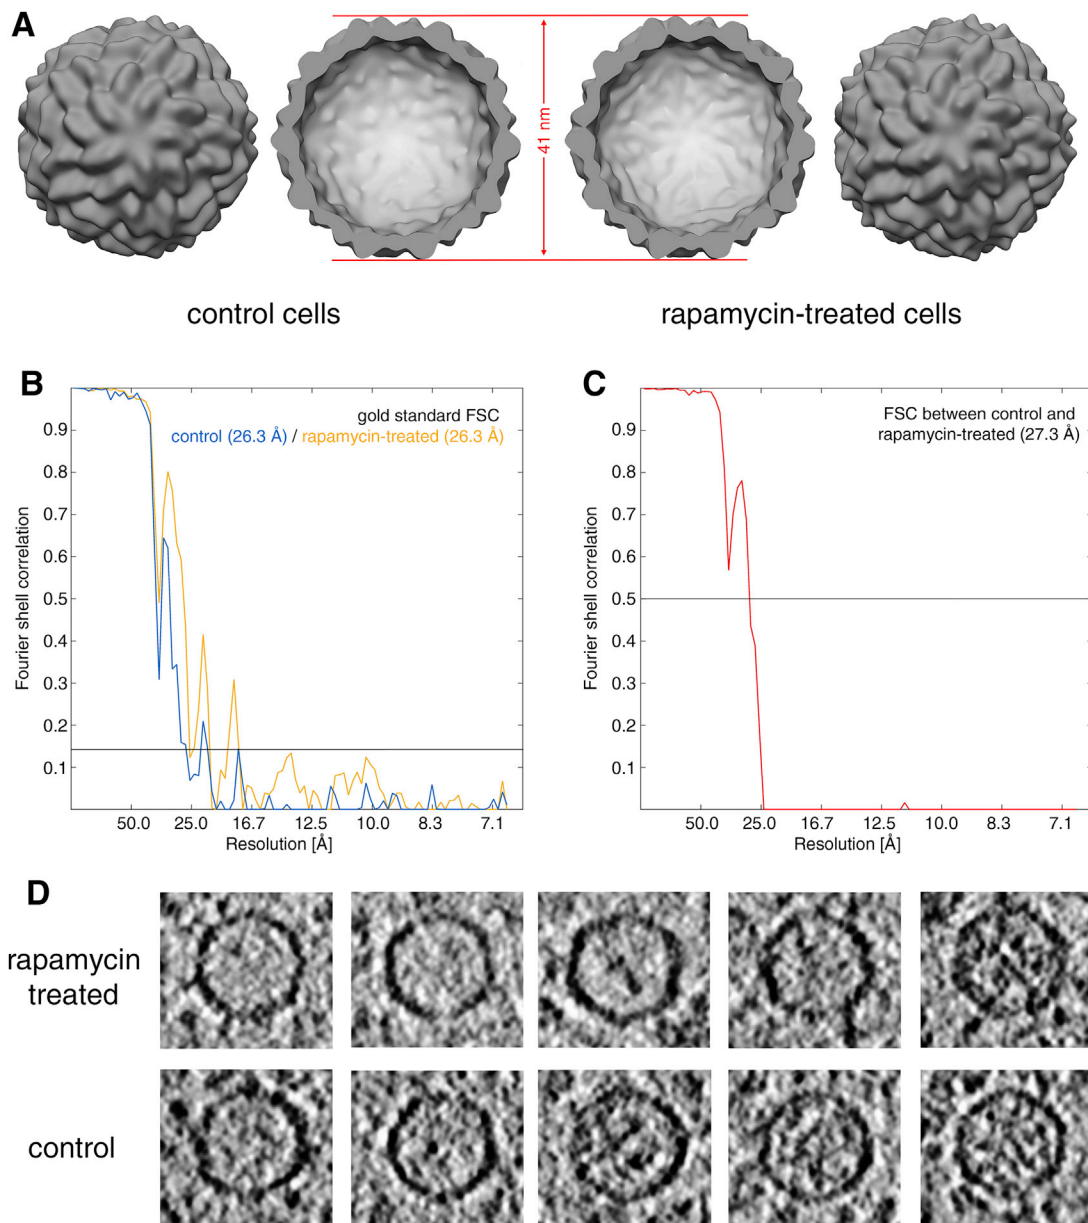 A
41 nm
control cells
rapamycin-treated cells
B
gold standard FSC
control (26.3 Å) / rapamycin-treated (26.3 Å)
0.9
0.8
0.7
0.6
0.5
0.4
0.3
0.2
0.1
Fourier shell correlation
50.0 25.0 16.7 12.5 10.0 8.3 7.1
Resolution [Å]
C
FSC between control and
rapamycin-treated (27.3 Å)
0.9
0.8
0.7
0.6
0.5
0.4
0.3
0.2
0.1
Fourier shell correlation
50.0 25.0 16.7 12.5 10.0 8.3 7.1
Resolution [Å]
D
rapamycin
treated
control